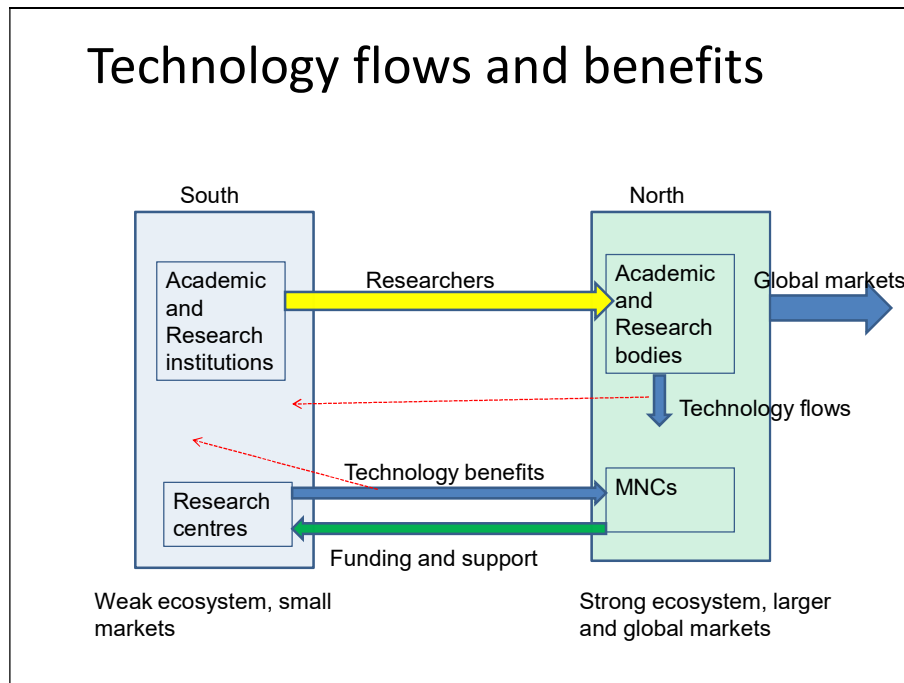 Technology flows and benefits
South
North
Academic
and
Research
institutions
Researchers
Academic
and
Research
bodies
Global markets
Technology flows
Technology benefits
Research
centres
MNCs
Funding and support
Weak ecosystem, small
markets
Strong ecosystem, larger
and global markets